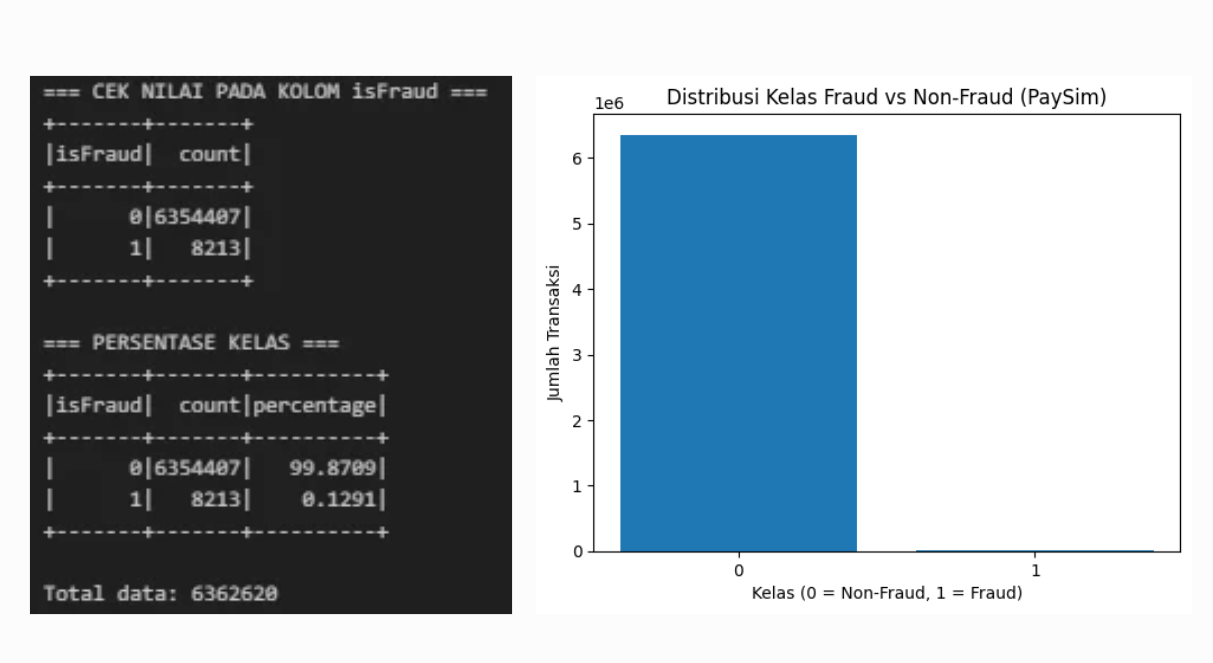 === CEK NILAI PADA KOLOM isFraud ===
+-------+-------+
|isFraud|  count|
+-------+-------+
|      0|6354407|
|      1|   8213|
+-------+-------+
=== PERSENTASE KELAS ===
+-------+-------+----------+
|isFraud|  count|percentage|
+-------+-------+----------+
|      0|6354407|   99.8709|
|      1|   8213|    0.1291|
+-------+-------+----------+
Total data: 6362620
Distribusi Kelas Fraud vs Non-Fraud (PaySim)
1e6
6
5
4
3
2
1
0
Jumlah Transaksi
0 1
Kelas (0 = Non-Fraud, 1 = Fraud)